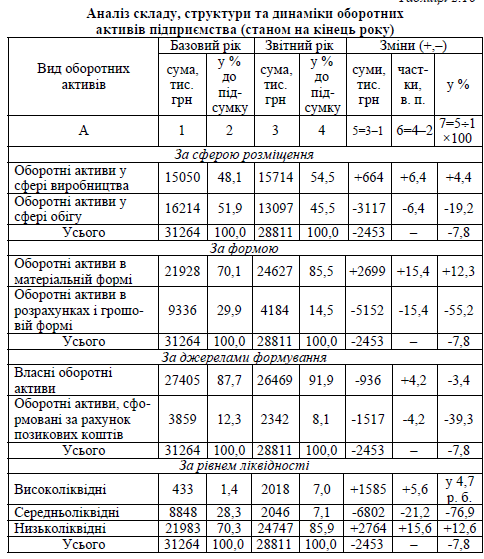 Аналіз складу, структури та динаміки оборотних
активів підприємства (станом на кінець року)
Вид оборотних активів | Базовий рік | Звітний рік | Зміни (+,–)
сума, тис. грн | у % до під-сумку | сума, тис. грн | у % до під-сумку | суми, тис. грн | част-ки, в. п. | у %
А | 1 | 2 | 3 | 4 | 5=3–1 | 6=4–2 | 7=5÷1 ×100
За сферою розміщення
Оборотні активи у
сфері виробництва | 15050 | 48,1 | 15714 | 54,5 | +664 | +6,4 | +4,4
Оборотні активи у
сфері обігу | 16214 | 51,9 | 13097 | 45,5 | -3117 | -6,4 | -19,2
Усього | 31264 | 100,0 | 28811 | 100,0 | -2453 | – | -7,8
За формою
Оборотні активи в
матеріальній формі | 21928 | 70,1 | 24627 | 85,5 | +2699 | +15,4 | +12,3
Оборотні активи в
розрахунках і грошо-
вій формі | 9336 | 29,9 | 4184 | 14,5 | -5152 | -15,4 | -55,2
Усього | 31264 | 100,0 | 28811 | 100,0 | -2453 | – | -7,8
За джерелами формування
Власні оборотні
активи | 27405 | 87,7 | 26469 | 91,9 | -936 | +4,2 | -3,4
Оборотні активи, сфо-
рмовані за рахунок
позикових коштів | 3859 | 12,3 | 2342 | 8,1 | -1517 | -4,2 | -39,3
Усього | 31264 | 100,0 | 28811 | 100,0 | -2453 | – | -7,8
За рівнем ліквідності
Високоліквідні | 433 | 1,4 | 2018 | 7,0 | +1585 | +5,6 | у 4,7 р. б.
Середньоліквідні | 8848 | 28,3 | 2046 | 7,1 | -6802 | -21,2 | -76,9
Низьколіквідні | 21983 | 70,3 | 24747 | 85,9 | +2764 | +15,6 | +12,6
Усього | 31264 | 100,0 | 28811 | 100,0 | -2453 | – | -7,8